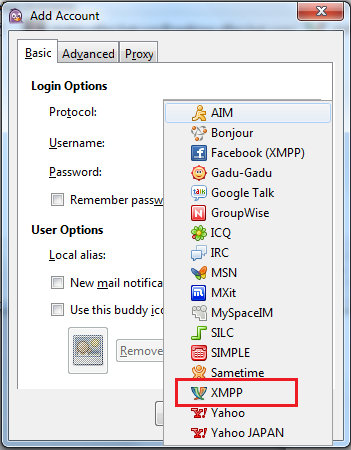 Add Account
Basic
Advanced
Proxy
Login Options
Protocol:
AIM
Bonjour
Username:
Facebook (XMPP)
Password:
Gadu-Gadu
Google Talk
Remember passw
GroupWise
ICQ
User Options
IRC
Local alias:
MSN
New mail notifica
MXit
Use this buddy ico
MySpaceIM
SILC
Remove
SIMPLE
Sametime
XMPP
Yahoo
Yahoo JAPAN